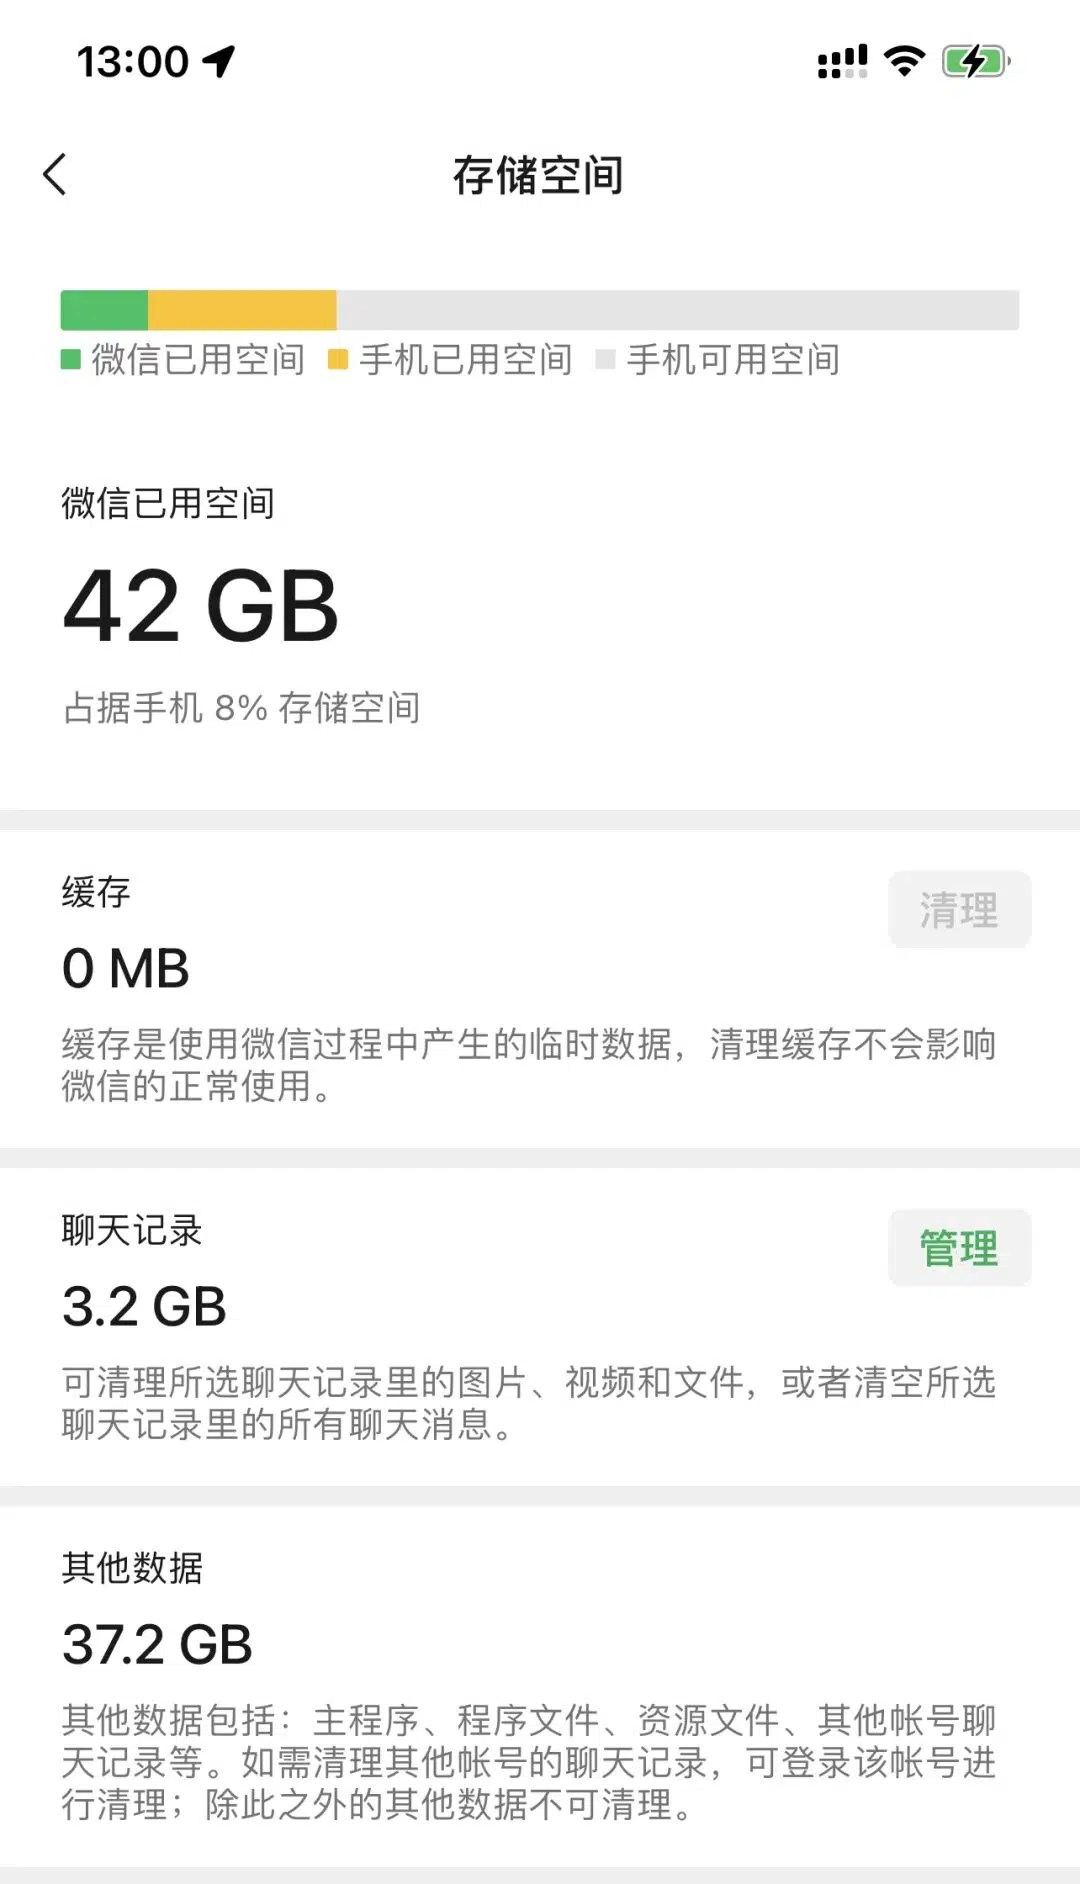 13:00
存储空间
微信已用空间 手机已用空间 手机可用空间
微信已用空间
42 GB
占据手机 8% 存储空间
缓存
清理
0 MB
缓存是使用微信过程中产生的临时数据，清理缓存不会影响
微信的正常使用。
聊天记录
管理
3.2 GB
可清理所选聊天记录里的图片、视频和文件，或者清空所选
聊天记录里的所有聊天消息。
其他数据
37.2 GB
其他数据包括：主程序、程序文件、资源文件、其他帐号聊
天记录等。如需清理其他帐号的聊天记录，可登录该帐号进
行清理；除此之外的其他数据不可清理。